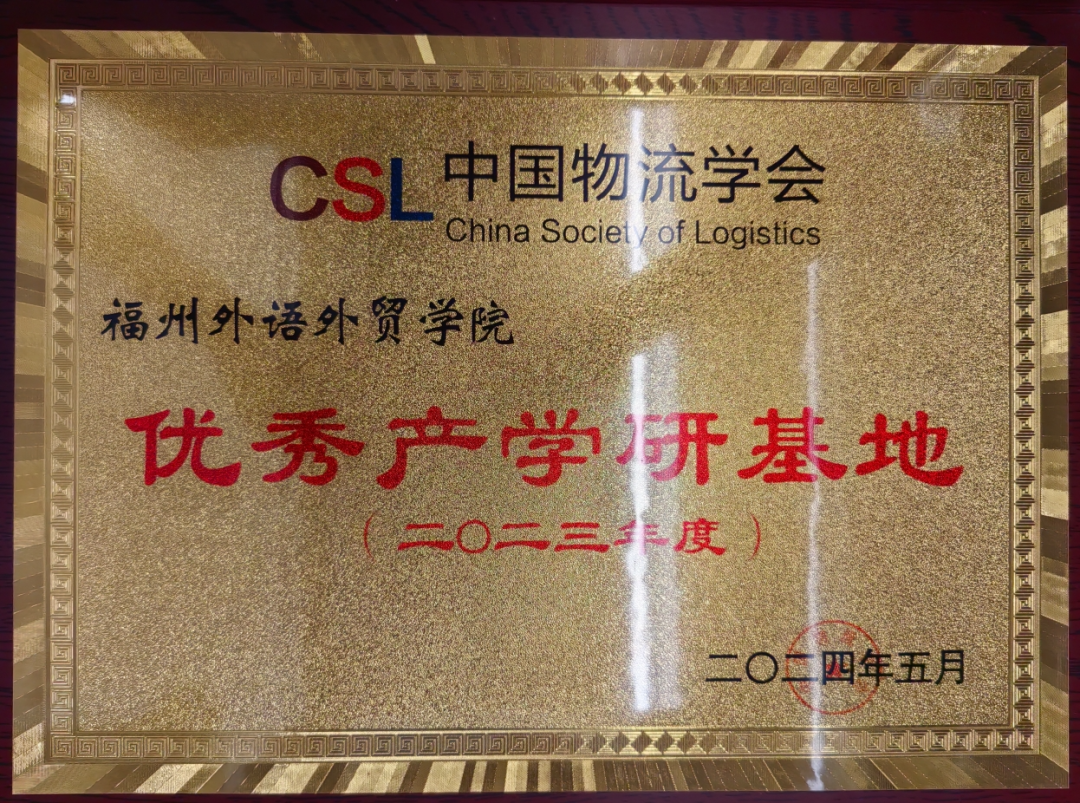 CSL 中国物流学会
China Society of Logistics
福州外语外贸学院
优秀产学研基地
（二〇二三年度）
二〇二四年五月